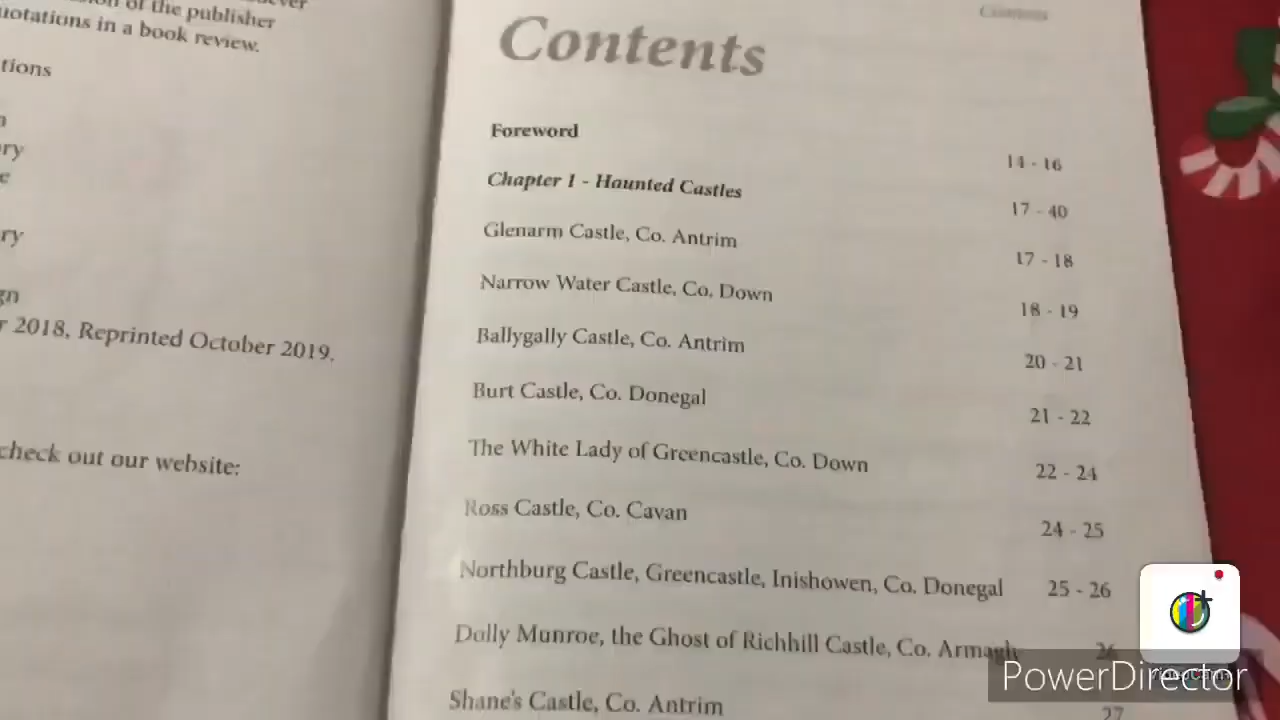 of the publisher
uotations in a book review.
tions
ry
e
ry
gn
r 2018, Reprinted October 2019.
check out our website:
Contents
Contents
Foreword 14 - 16
Chapter 1 - Haunted Castles 17 - 40
Glenarm Castle, Co. Antrim 17 - 18
Narrow Water Castle, Co. Down 18 - 19
Ballygally Castle, Co. Antrim 20 - 21
Burt Castle, Co. Donegal 21 - 22
The White Lady of Greencastle, Co. Down 22 - 24
Ross Castle, Co. Cavan 24 - 25
Northburg Castle, Greencastle, Inishowen, Co. Donegal 25 - 26
Dolly Munroe, the Ghost of Richhill Castle, Co. Armagh 26
Shane's Castle, Co. Antrim 27
PowerDirector